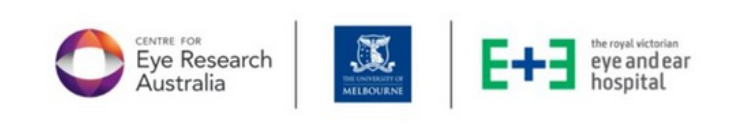 CENTRE FOR
Eye Research
Australia
THE UNIVERSITY OF
MELBOURNE
E+E
the royal victorian
eye and ear
hospital